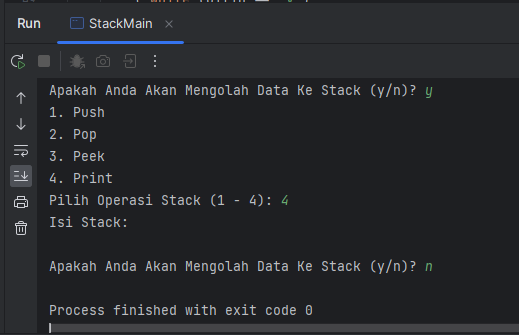 Run StackMain
Apakah Anda Akan Mengolah Data Ke Stack (y/n)? y
1. Push
2. Pop
3. Peek
4. Print
Pilih Operasi Stack (1 - 4): 4
Isi Stack:
Apakah Anda Akan Mengolah Data Ke Stack (y/n)? n
Process finished with exit code 0